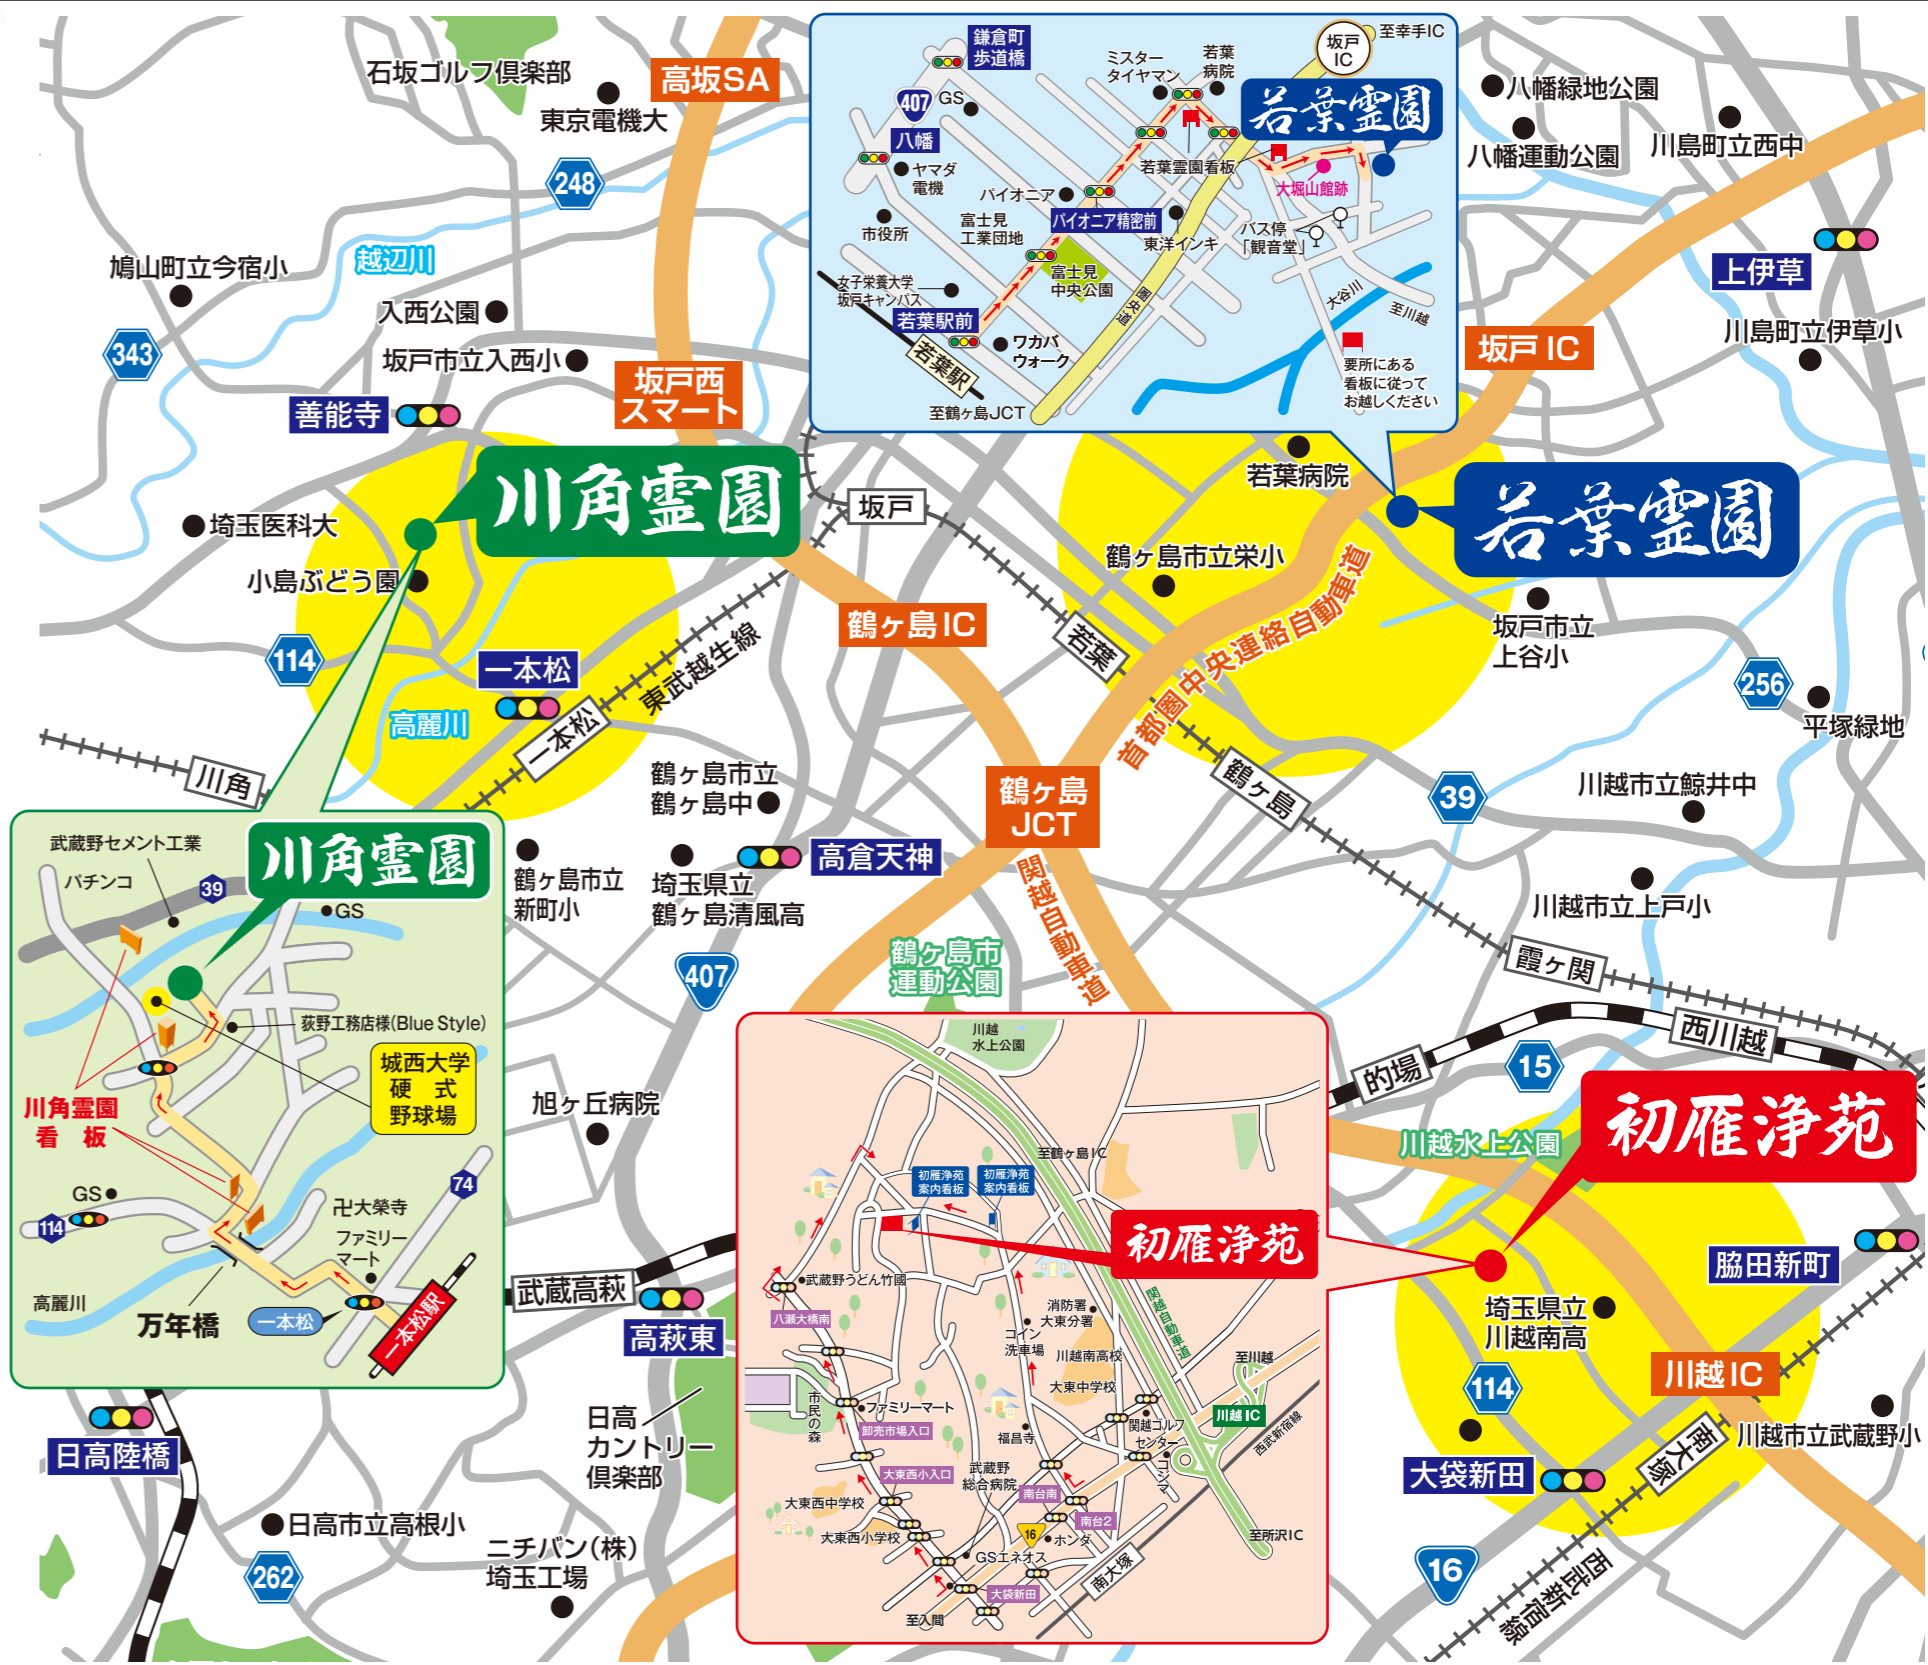 石坂ゴルフ倶楽部
東京電機大
高坂SA
248
越辺川
鳩山町立今宿小
343
入西公園
坂戸市立入西小
善能寺
坂戸西
スマート
川角霊園
埼玉医科大
小島ぶどう園
114
一本松
高麗川
川角
一本松
東武越生線
坂戸
鶴ヶ島IC
若葉
鶴ヶ島市立栄小
若葉病院
若葉霊園
首都圏中央連絡自動車道
坂戸IC
八幡緑地公園
八幡運動公園
川島町立西中
上伊草
川島町立伊草小
坂戸市立
上谷小
256
平塚緑地
鶴ヶ島
39
川越市立鯨井中
川越市立上戸小
霞ヶ関
鶴ヶ島
JCT
関越自動車道
鶴ヶ島市立
鶴ヶ島中
高倉天神
鶴ヶ島市立
新町小
埼玉県立
鶴ヶ島清風高
407
鶴ヶ島市
運動公園
旭ヶ丘病院
武蔵高萩
高萩東
日高
カントリー
倶楽部
日高陸橋
日高市立高根小
262
ニチバン(株)
埼玉工場
的場
西川越
15
川越水上公園
初雁浄苑
脇田新町
埼玉県立
川越南高
114
川越IC
大袋新田
南大塚
川越市立武蔵野小
16
西武新宿線
鎌倉町
歩道橋
407
GS
八幡
ヤマダ
電機
市役所
ミスター
タイヤマン
若葉
病院
坂戸
IC
至幸手IC
若葉霊園
若葉霊園看板
大堀山館跡
パイオニア
パイオニア精密前
富士見
工業団地
東洋インキ
バス停
「観音堂」
富士見
中央公園
女子栄養大学
坂戸キャンパス
若葉駅前
若葉駅
ワカバ
ウォーク
圏央道
至鶴ヶ島JCT
大谷川
至川越
要所にある
看板に従って
お越しください
武蔵野セメント工業
パチンコ
39
川角霊園
GS
荻野工務店様(Blue Style)
城西大学
硬 式
野球場
川角霊園
看 板
GS
114
74
卍大榮寺
ファミリー
マート
高麗川
万年橋
一本松
一本松駅
川越
水上公園
至鶴ヶ島IC
初雁浄苑
案内看板
初雁浄苑
案内看板
初雁浄苑
武蔵野うどん竹國
八瀬大橋南
消防署
大東分署
コイン
洗車場
関越自動車道
川越南高校
至川越
大東中学校
市民の森
ファミリーマート
卸売市場入口
福昌寺
関越ゴルフ
センター
川越IC
西武新宿線
コジマ
大東西小入口
武蔵野
総合病院
南台南
大東西中学校
南台2
大東西小学校
16
ホンダ
GSエネオス
至所沢IC
南大塚
大袋新田
至入間